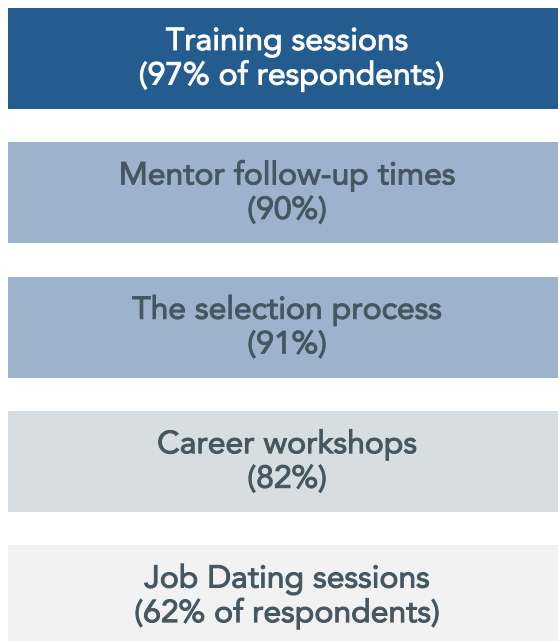 Training sessions
(97% of respondents)
Mentor follow-up times
(90%)
The selection process
(91%)
Career workshops
(82%)
Job Dating sessions
(62% of respondents)